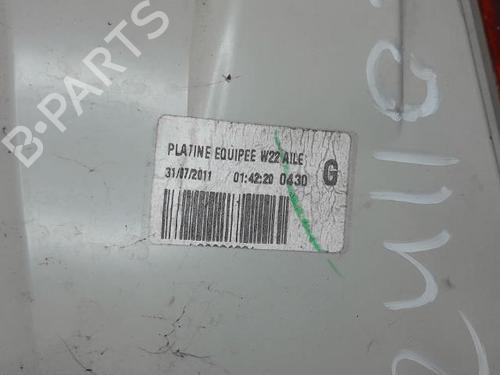 B-PARTS
PLATINE EQUIPEE W22 AILE
31/07/2011 01:42:20 0430 G